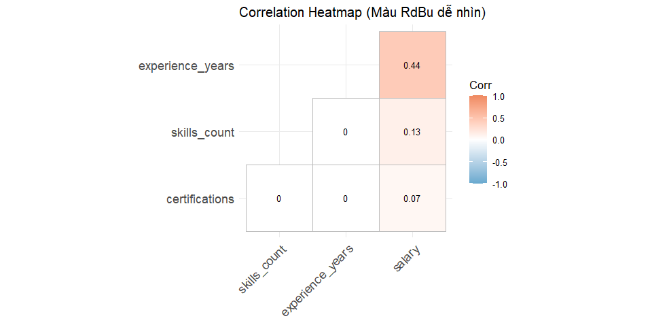 Correlation Heatmap (Màu RdBu dễ nhìn)
experience_years
0.44
skills_count
0
0.13
certifications
0
0
0.07
skills_count
experience_years
salary
Corr
1.0
0.5
0.0
-0.5
-1.0